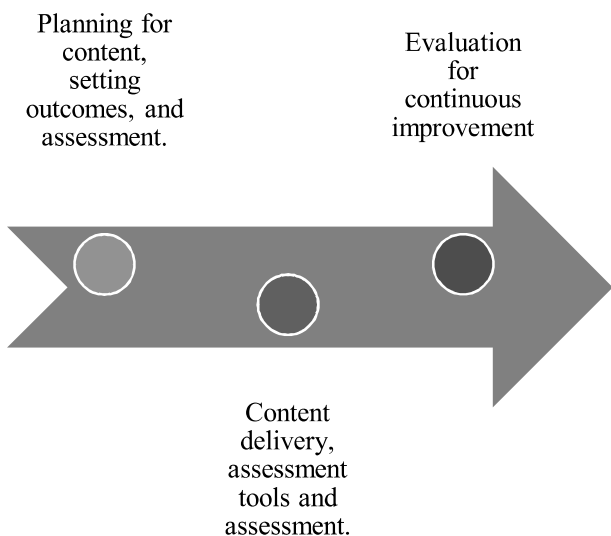 Planning for
content,
setting
outcomes, and
assessment.
Evaluation
for
continuous
improvement
Content
delivery,
assessment
tools and
assessment.